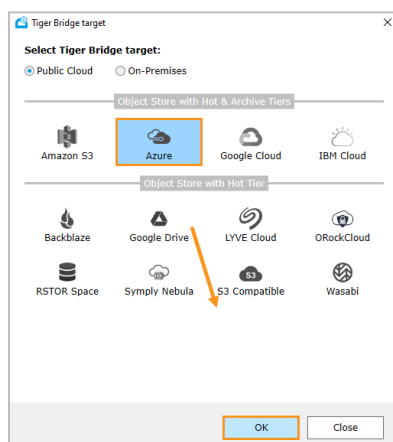 Tiger Bridge target
Select Tiger Bridge target:
Public Cloud On-Premises
Object Store with Hot & Archive Tiers
Amazon S3 Azure Google Cloud IBM Cloud
Object Store with Hot Tier
Backblaze Google Drive LYVE Cloud ORockCloud
S3
RSTOR Space Symply Nebula S3 Compatible Wasabi
OK Close